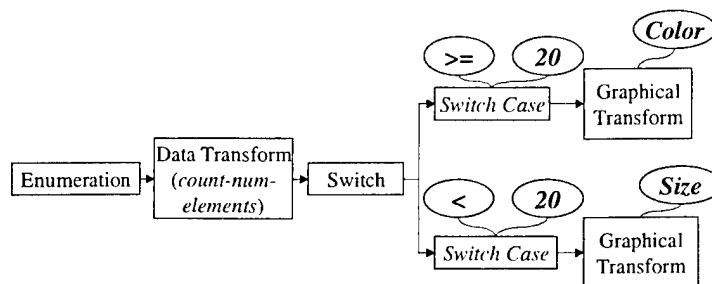 Color
>= 20
Switch Case
Graphical
Transform
Enumeration
Data Transform
(count-num-
elements)
Switch
Size
< 20
Switch Case
Graphical
Transform